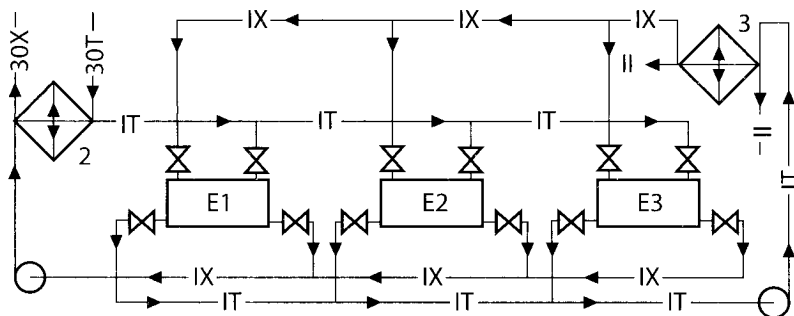 IX IX IX
3
30X
30T
II
II
IT IT IT
2
IT
E1 E2 E3
IX IX IX
IT IT IT